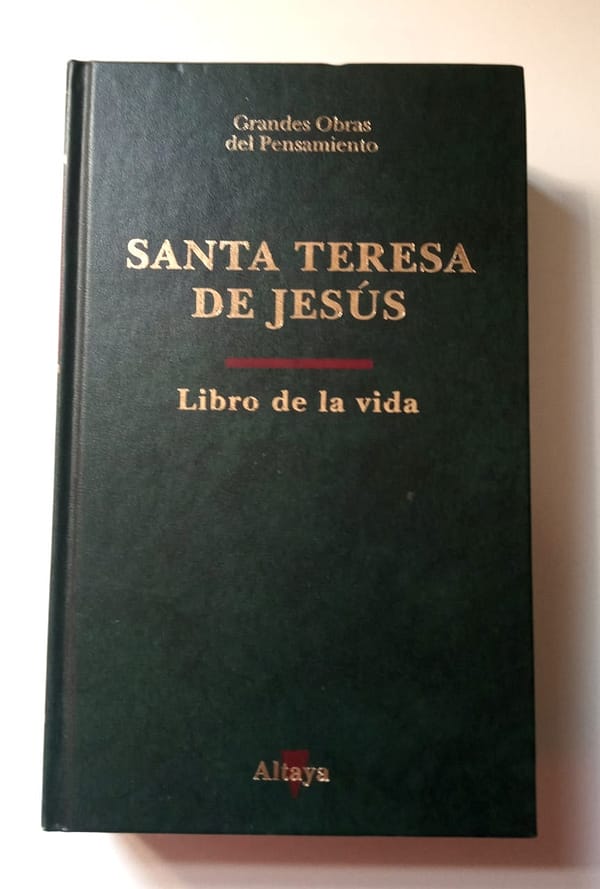 Grandes Obras
del Pensamiento
SANTA TERESA
DE JESÚS
Libro de la vida
Altaya